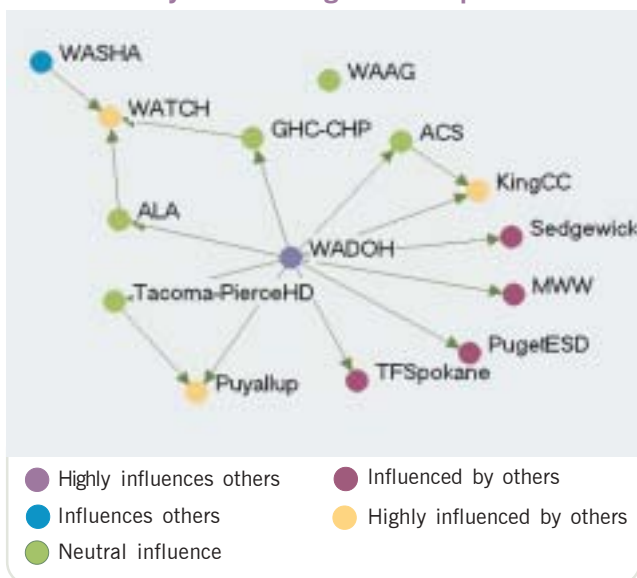 WASHA
WAAG
WATCH
GHC-CHP
ACS
KingCC
ALA
Sedgewick
WADOH
Tacoma-PierceHD
MWW
PugetESD
TFSpokane
Puyallup
Highly influences others
Influenced by others
Influences others
Highly influenced by others
Neutral influence